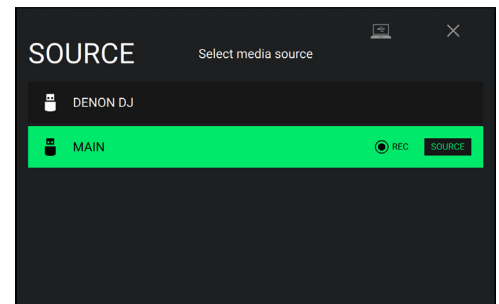 SOURCE
Select media source
DENON DJ
MAIN
REC
SOURCE